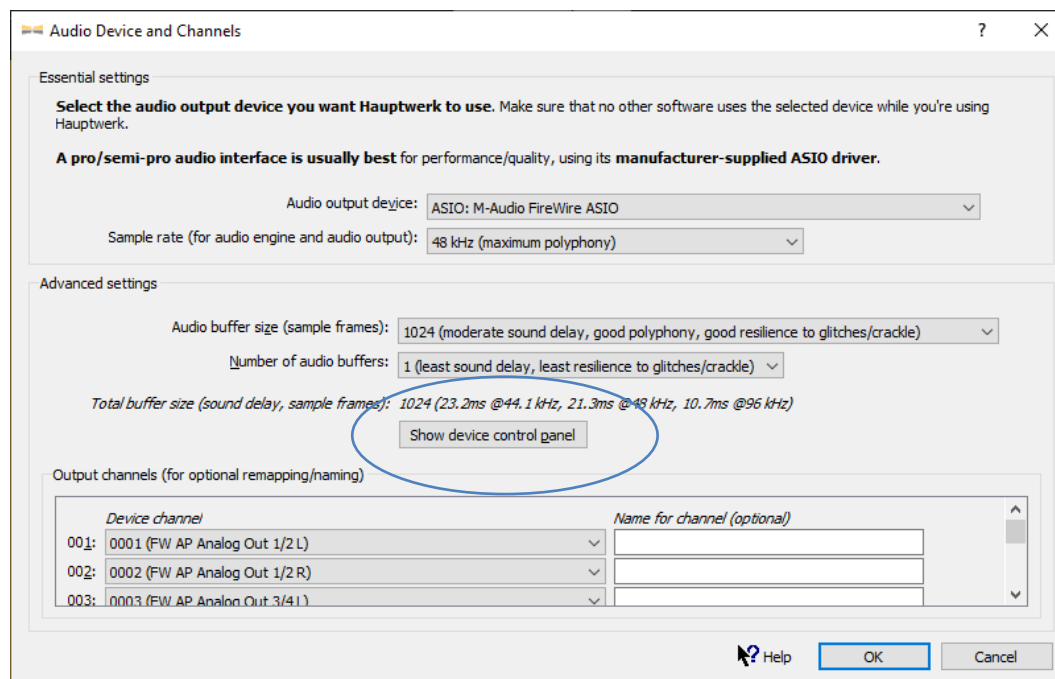 Audio Device and Channels
?
Essential settings
Select the audio output device you want Hauptwerk to use. Make sure that no other software uses the selected device while you're using
Hauptwerk.
A pro/semi-pro audio interface is usually best for performance/quality, using its manufacturer-supplied ASIO driver.
Audio output device: ASIO: M-Audio FireWire ASIO
Sample rate (for audio engine and audio output): 48 kHz (maximum polyphony)
Advanced settings
Audio buffer size (sample frames): 1024 (moderate sound delay, good polyphony, good resilience to glitches/crackle)
Number of audio buffers: 1 (least sound delay, least resilience to glitches/crackle)
Total buffer size (sound delay, sample frames): 1024 (23.2ms @44.1 kHz, 21.3ms @48 kHz, 10.7ms @96 kHz)
Show device control panel
Output channels (for optional remapping/naming)
Device channel Name for channel (optional)
001: 0001 (FW AP Analog Out 1/2 L)
002: 0002 (FW AP Analog Out 1/2 R)
003: 0003 (FW AP Analog Out 3/4 L)
Help OK Cancel